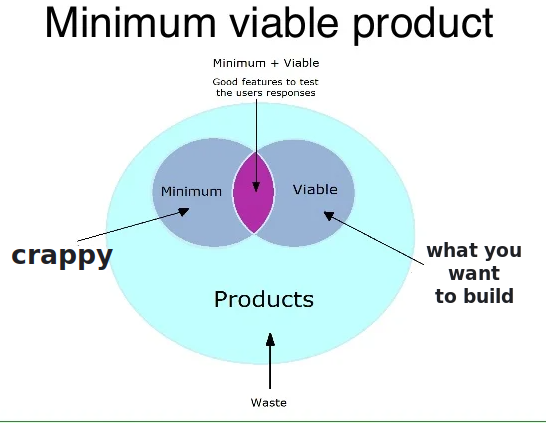 Minimum viable product
Minimum + Viable
Good features to test
the users responses
Minimum
Viable
crappy
what you
want
to build
Products
Waste